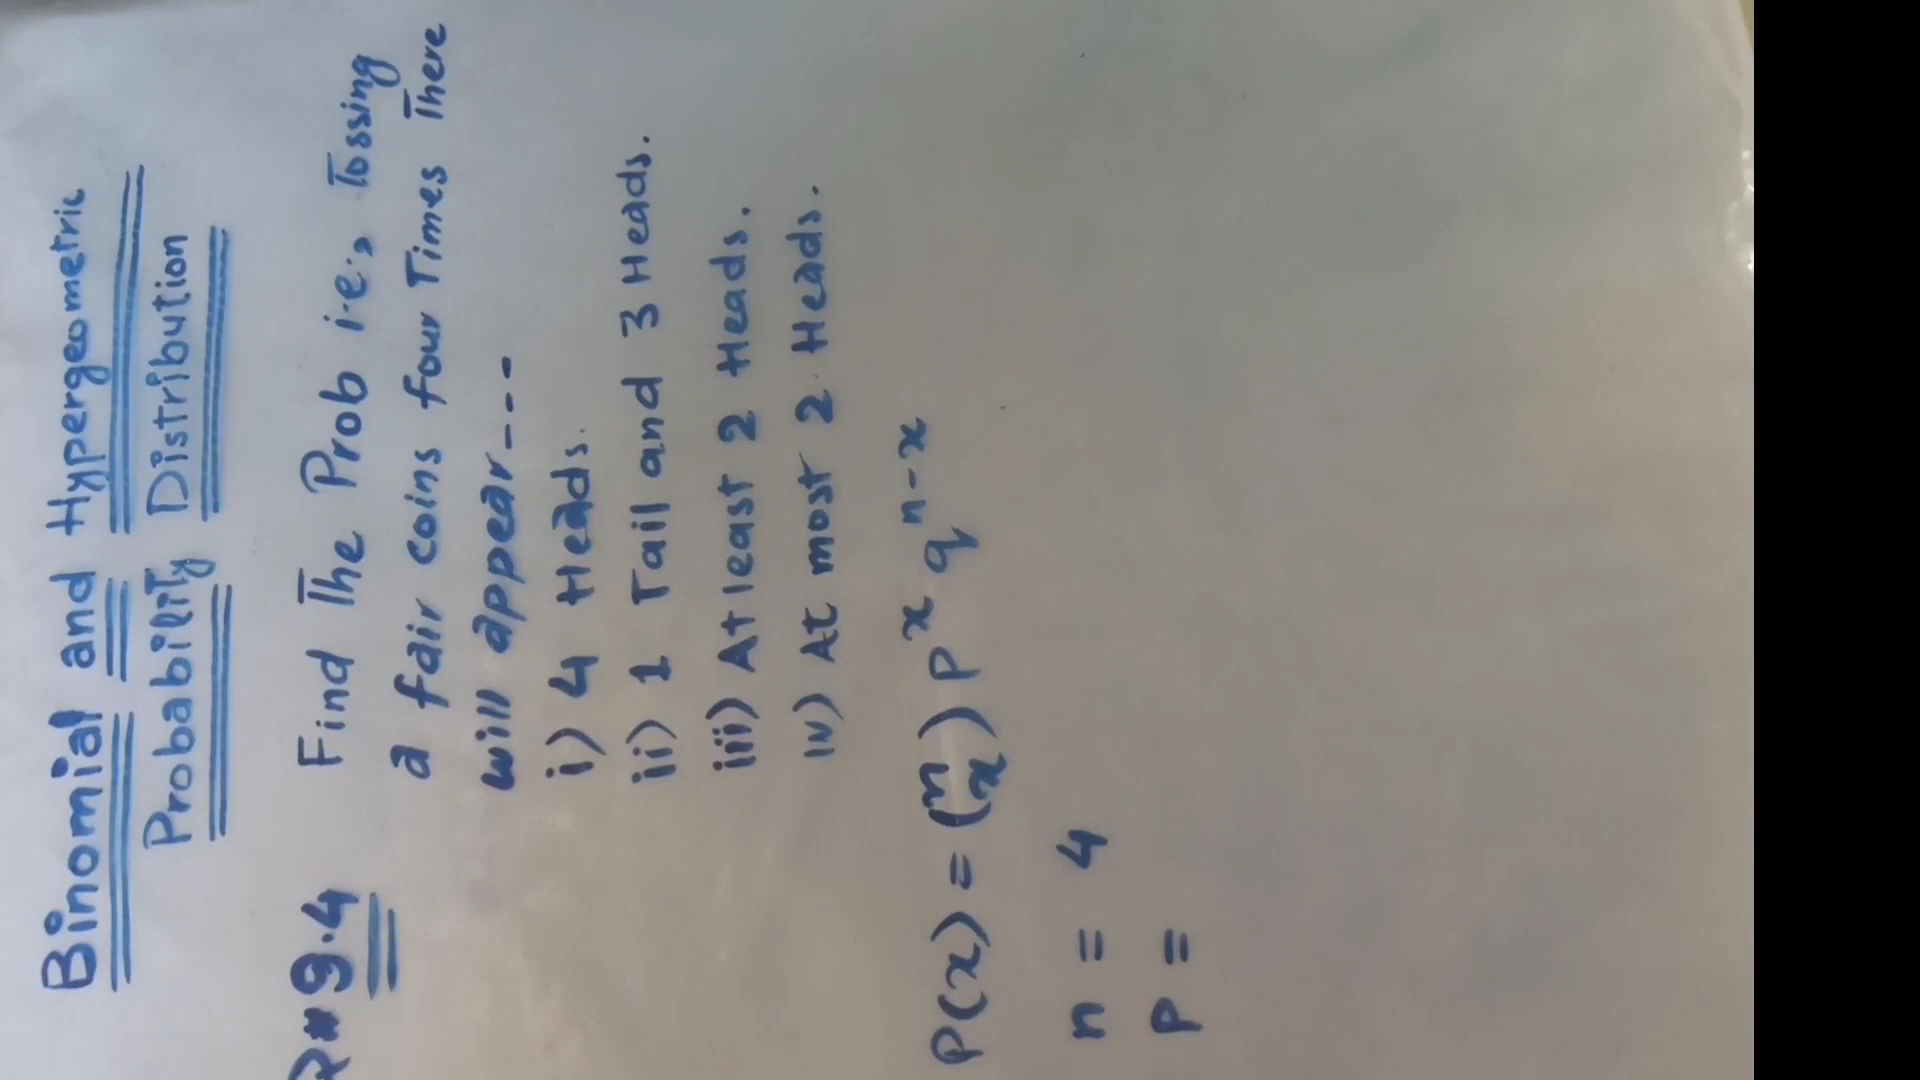 Binomial and Hypergeometric
Probability Distribution
Q# 9.4 Find The Prob i.e., Tossing
a fair coins four Times There
will appear----
i) 4 Heads.
ii) 1 Tail and 3 Heads.
iii) At least 2 Heads.
iv) At most 2 Heads.
P(x) = (n x) p^x q^n-x
n = 4
P =